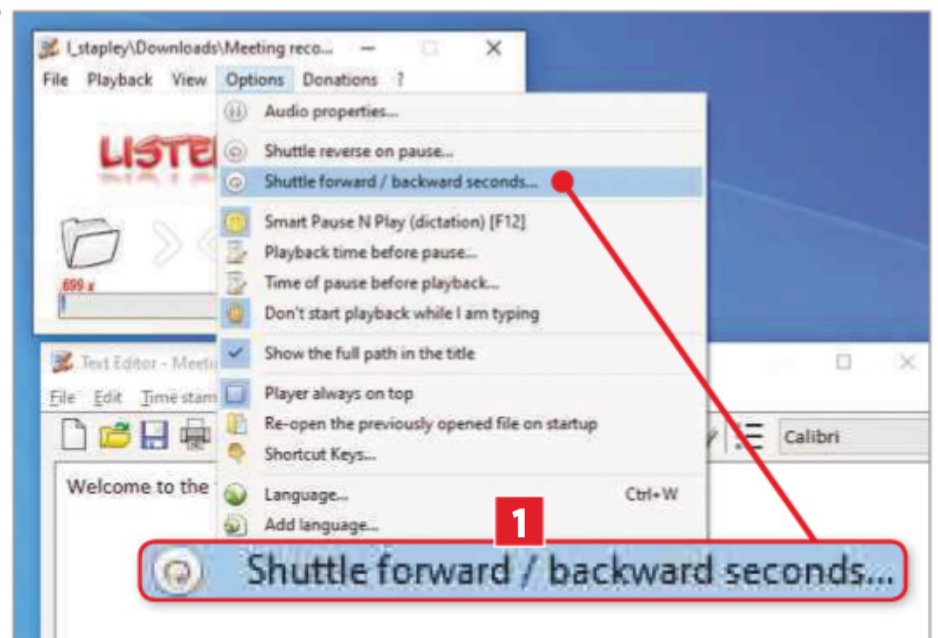 l_stapley\Downloads\Meeting reco...
File Playback View Options Donations ?
Audio properties...
LISTE
Shuttle reverse on pause...
Shuttle forward / backward seconds...
Smart Pause N Play (dictation) [F12]
Playback time before pause...
.699 x
Time of pause before playback...
Don't start playback while I am typing
Show the full path in the title
Text Editor - Meetin
Player always on top
File Edit Time stam
Re-open the previously opened file on startup
Calibri
Shortcut Keys...
Welcome to the
Language... Ctrl+W
Add language...
1
Shuttle forward / backward seconds...